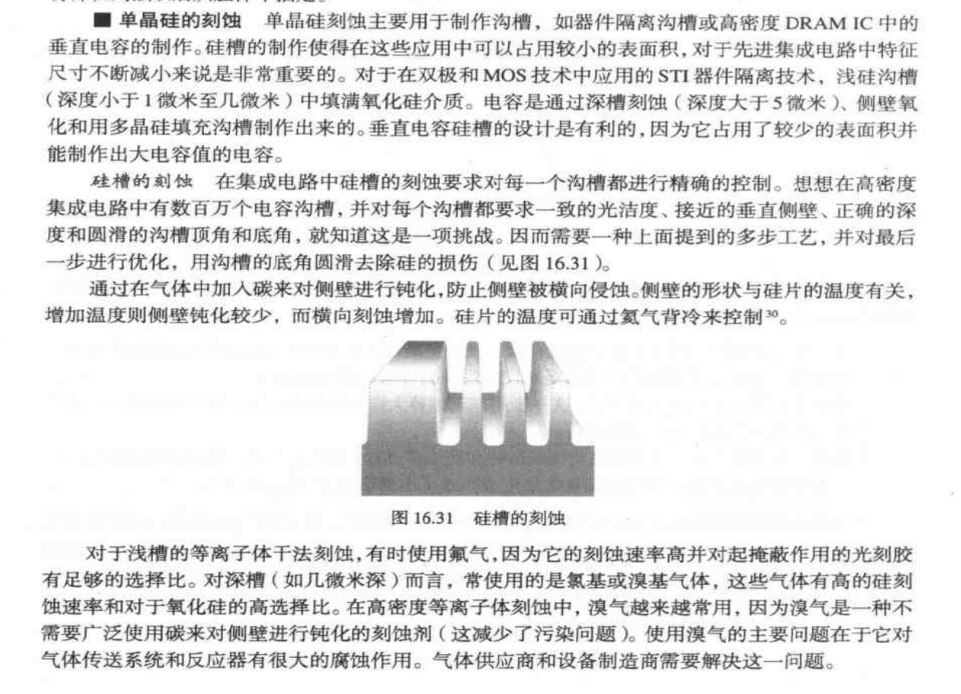 ■ 单晶硅的刻蚀 单晶硅刻蚀主要用于制作沟槽，如器件隔离沟槽或高密度 DRAM IC 中的
垂直电容的制作。硅槽的制作使得在这些应用中可以占用较小的表面积，对于先进集成电路中特征
尺寸不断减小来说是非常重要的。对于在双极和 MOS 技术中应用的 STI 器件隔离技术，浅硅沟槽
（深度小于 1 微米至几微米）中填满氧化硅介质。电容是通过深槽刻蚀（深度大于 5 微米）、侧壁氧
化和用多晶硅填充沟槽制作出来的。垂直电容硅槽的设计是有利的，因为它占用了较少的表面积并
能制作出大电容值的电容。
硅槽的刻蚀 在集成电路中硅槽的刻蚀要求对每一个沟槽都进行精确的控制。想想在高密度
集成电路中有数百万个电容沟槽，并对每个沟槽都要求一致的光洁度、接近的垂直侧壁、正确的深
度和圆滑的沟槽顶角和底角，就知道这是一项挑战。因而需要一种上面提到的多步工艺，并对最后
一步进行优化，用沟槽的底角圆滑去除硅的损伤（见图 16.31）。
通过在气体中加入碳来对侧壁进行钝化，防止侧壁被横向侵蚀。侧壁的形状与硅片的温度有关，
增加温度则侧壁钝化较少，而横向刻蚀增加。硅片的温度可通过氦气背冷来控制³⁰。
图 16.31 硅槽的刻蚀
对于浅槽的等离子体干法刻蚀，有时使用氟气，因为它的刻蚀速率高并对起掩蔽作用的光刻胶
有足够的选择比。对深槽（如几微米深）而言，常使用的是氯基或溴基气体，这些气体有高的硅刻
蚀速率和对于氧化硅的高选择比。在高密度等离子体刻蚀中，溴气越来越常用，因为溴气是一种不
需要广泛使用碳来对侧壁进行钝化的刻蚀剂（这减少了污染问题）。使用溴气的主要问题在于它对
气体传送系统和反应器有很大的腐蚀作用。气体供应商和设备制造商需要解决这一问题。